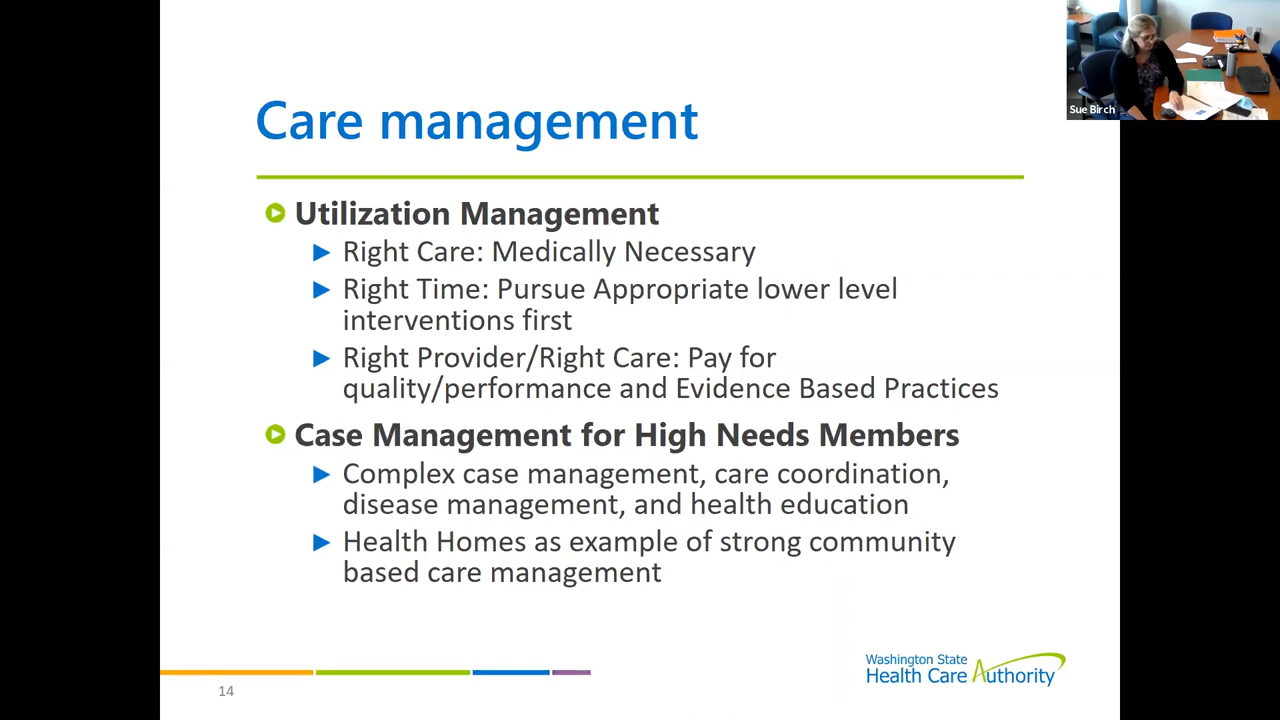 Sue Birch
Care management
Utilization Management
Right Care: Medically Necessary
Right Time: Pursue Appropriate lower level
interventions first
Right Provider/Right Care: Pay for
quality/performance and Evidence Based Practices
Case Management for High Needs Members
Complex case management, care coordination,
disease management, and health education
Health Homes as example of strong community
based care management
Washington State
Health Care Authority
14